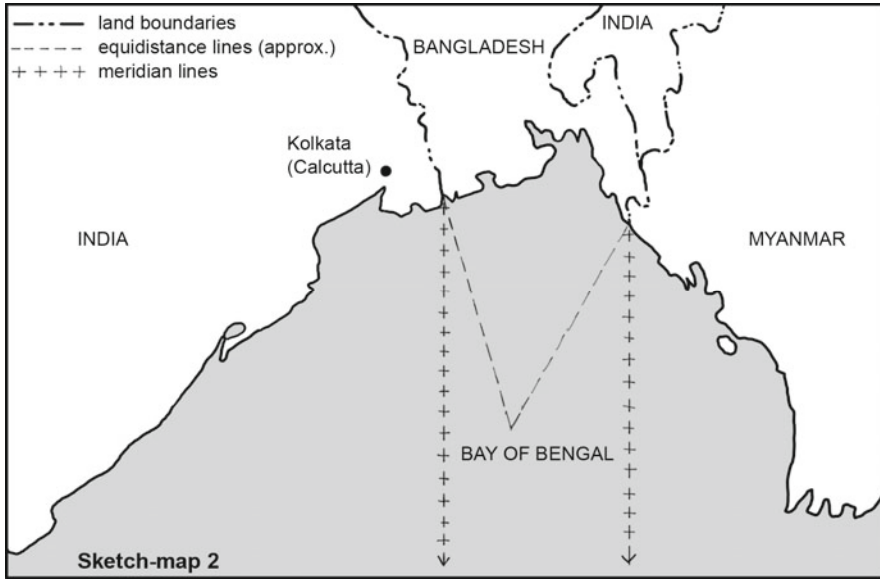 land boundaries
equidistance lines (approx.)
meridian lines
BANGLADESH
INDIA
Kolkata
(Calcutta)
INDIA
MYANMAR
BAY OF BENGAL
Sketch-map 2